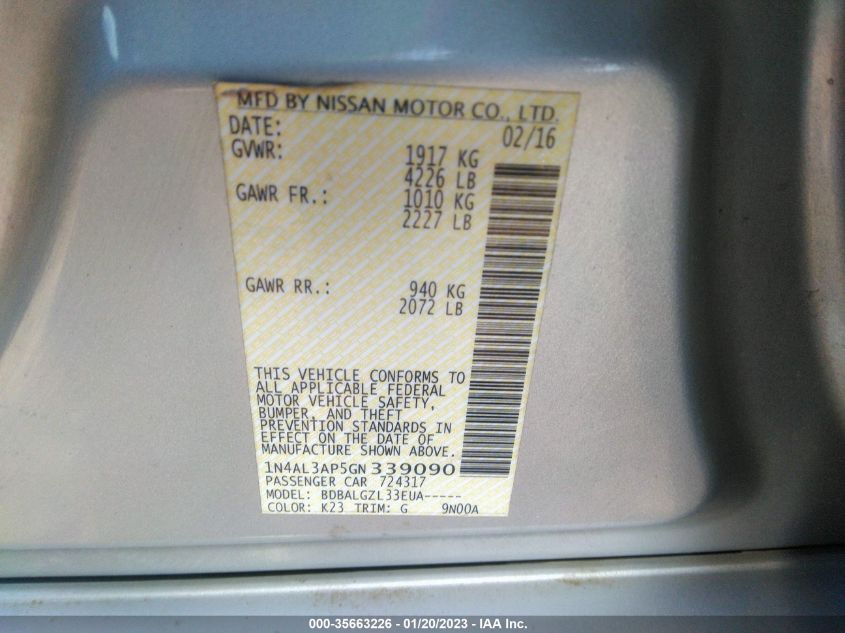 MFD BY NISSAN MOTOR CO., LTD.
DATE: 02/16
GVWR: 1917 KG
4226 LB
GAWR FR.: 1010 KG
2227 LB
GAWR RR.: 940 KG
2072 LB
THIS VEHICLE CONFORMS TO
ALL APPLICABLE FEDERAL
MOTOR VEHICLE SAFETY,
BUMPER, AND THEFT
PREVENTION STANDARDS IN
EFFECT ON THE DATE OF
MANUFACTURE SHOWN ABOVE.
1N4AL3AP5GN339090
PASSENGER CAR 724317
MODEL: BDBALGZL33EUA-----
COLOR: K23 TRIM: G 9N00A
000-35663226 - 01/20/2023 - IAA Inc.